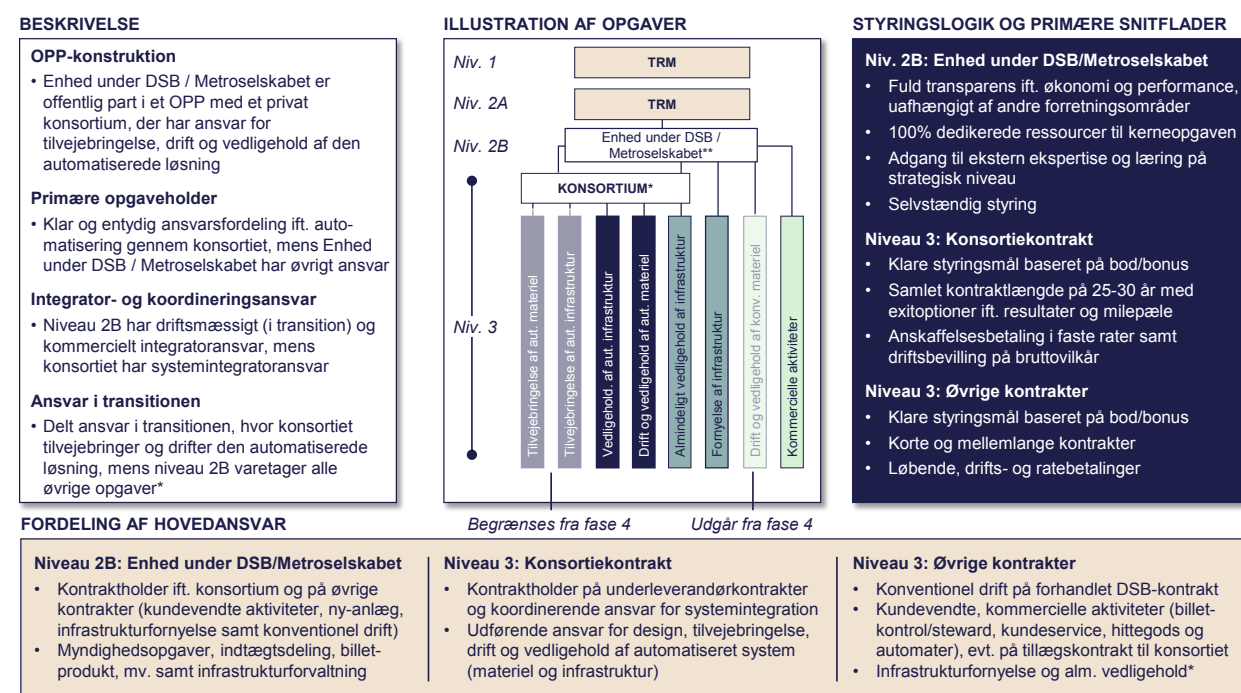 BESKRIVELSE
OPP-konstruktion
• Enhed under DSB / Metroselskabet er
offentlig part i et OPP med et privat
konsortium, der har ansvar for
tilvejebringelse, drift og vedligehold af den
automatiserede løsning
Primære opgaveholder
• Klar og entydig ansvarsfordeling ift. auto-
matisering gennem konsortiet, mens Enhed
under DSB / Metroselskabet har øvrigt ansvar
Integrator- og koordineringsansvar
• Niveau 2B har driftsmæssigt (i transition) og
kommercielt integratoransvar, mens
konsortiet har systemintegratoransvar
Ansvar i transitionen
• Delt ansvar i transitionen, hvor konsortiet
tilvejebringer og drifter den automatiserede
løsning, mens niveau 2B varetager alle
øvrige opgaver*
ILLUSTRATION AF OPGAVER
Niv. 1
TRM
Niv. 2A
TRM
Niv. 2B
Enhed under DSB /
Metroselskabet**
KONSORTIUM*
Niv. 3
Tilvejebringelse af aut. materiel
Tilvejebringelse af aut. infrastruktur
Vedligehold. af aut. infrastruktur
Drift og vedligehold af aut. materiel
Almindeligt vedligehold af infrastruktur
Fornyelse af infrastruktur
Drift og vedligehold af konv. materiel
Kommercielle aktiviteter
Begrænses fra fase 4
Udgår fra fase 4
STYRINGSLOGIK OG PRIMÆRE SNITFLADER
Niv. 2B: Enhed under DSB/Metroselskabet
• Fuld transparens ift. økonomi og performance,
uafhængigt af andre forretningsområder
• 100% dedikerede ressourcer til kerneopgaven
• Adgang til ekstern ekspertise og læring på
strategisk niveau
• Selvstændig styring
Niveau 3: Konsortiekontrakt
• Klare styringsmål baseret på bod/bonus
• Samlet kontraktlængde på 25-30 år med
exitoptioner ift. resultater og milepæle
• Anskaffelsesbetaling i faste rater samt
driftsbevilling på bruttovilkår
Niveau 3: Øvrige kontrakter
• Klare styringsmål baseret på bod/bonus
• Korte og mellemlange kontrakter
• Løbende, drifts- og ratebetalinger
FORDELING AF HOVEDANSVAR
Niveau 2B: Enhed under DSB/Metroselskabet
• Kontraktholder ift. konsortium og på øvrige
kontrakter (kundevendte aktiviteter, ny-anlæg,
infrastrukturfornyelse samt konventionel drift)
• Myndighedsopgaver, indtægtsdeling, billet-
produkt, mv. samt infrastrukturforvaltning
Niveau 3: Konsortiekontrakt
• Kontraktholder på underleverandørkontrakter
og koordinerende ansvar for systemintegration
• Udførende ansvar for design, tilvejebringelse,
drift og vedligehold af automatiseret system
(materiel og infrastruktur)
Niveau 3: Øvrige kontrakter
• Konventionel drift på forhandlet DSB-kontrakt
• Kundevendte, kommercielle aktiviteter (billet-
kontrol/steward, kundeservice, hittegods og
automater), evt. på tillægskontrakt til konsortiet
• Infrastrukturfornyelse og alm. vedligehold*